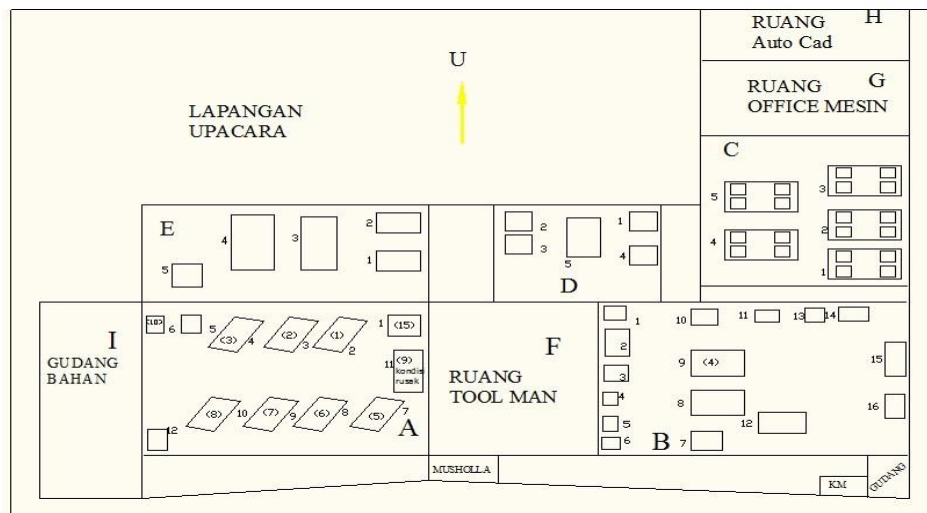 RUANG
Auto Cad
H
U
LAPANGAN
UPACARA
RUANG
OFFICE MESIN
G
C
5
3
4
2
1
E
4
3
2
1
5
2
3
5
1
4
D
I
GUDANG
BAHAN
(10)
6
5
(3)
4
(2)
3
(1)
2
1
(15)
11
(9)
kondisi
rusak
12
(8)
10
(7)
9
(6)
8
(5)
7
A
F
RUANG
TOOL MAN
1
2
3
4
5
6
10
11
13
14
9
(4)
8
12
7
15
16
B
MUSHOLLA
KM
GUDANG